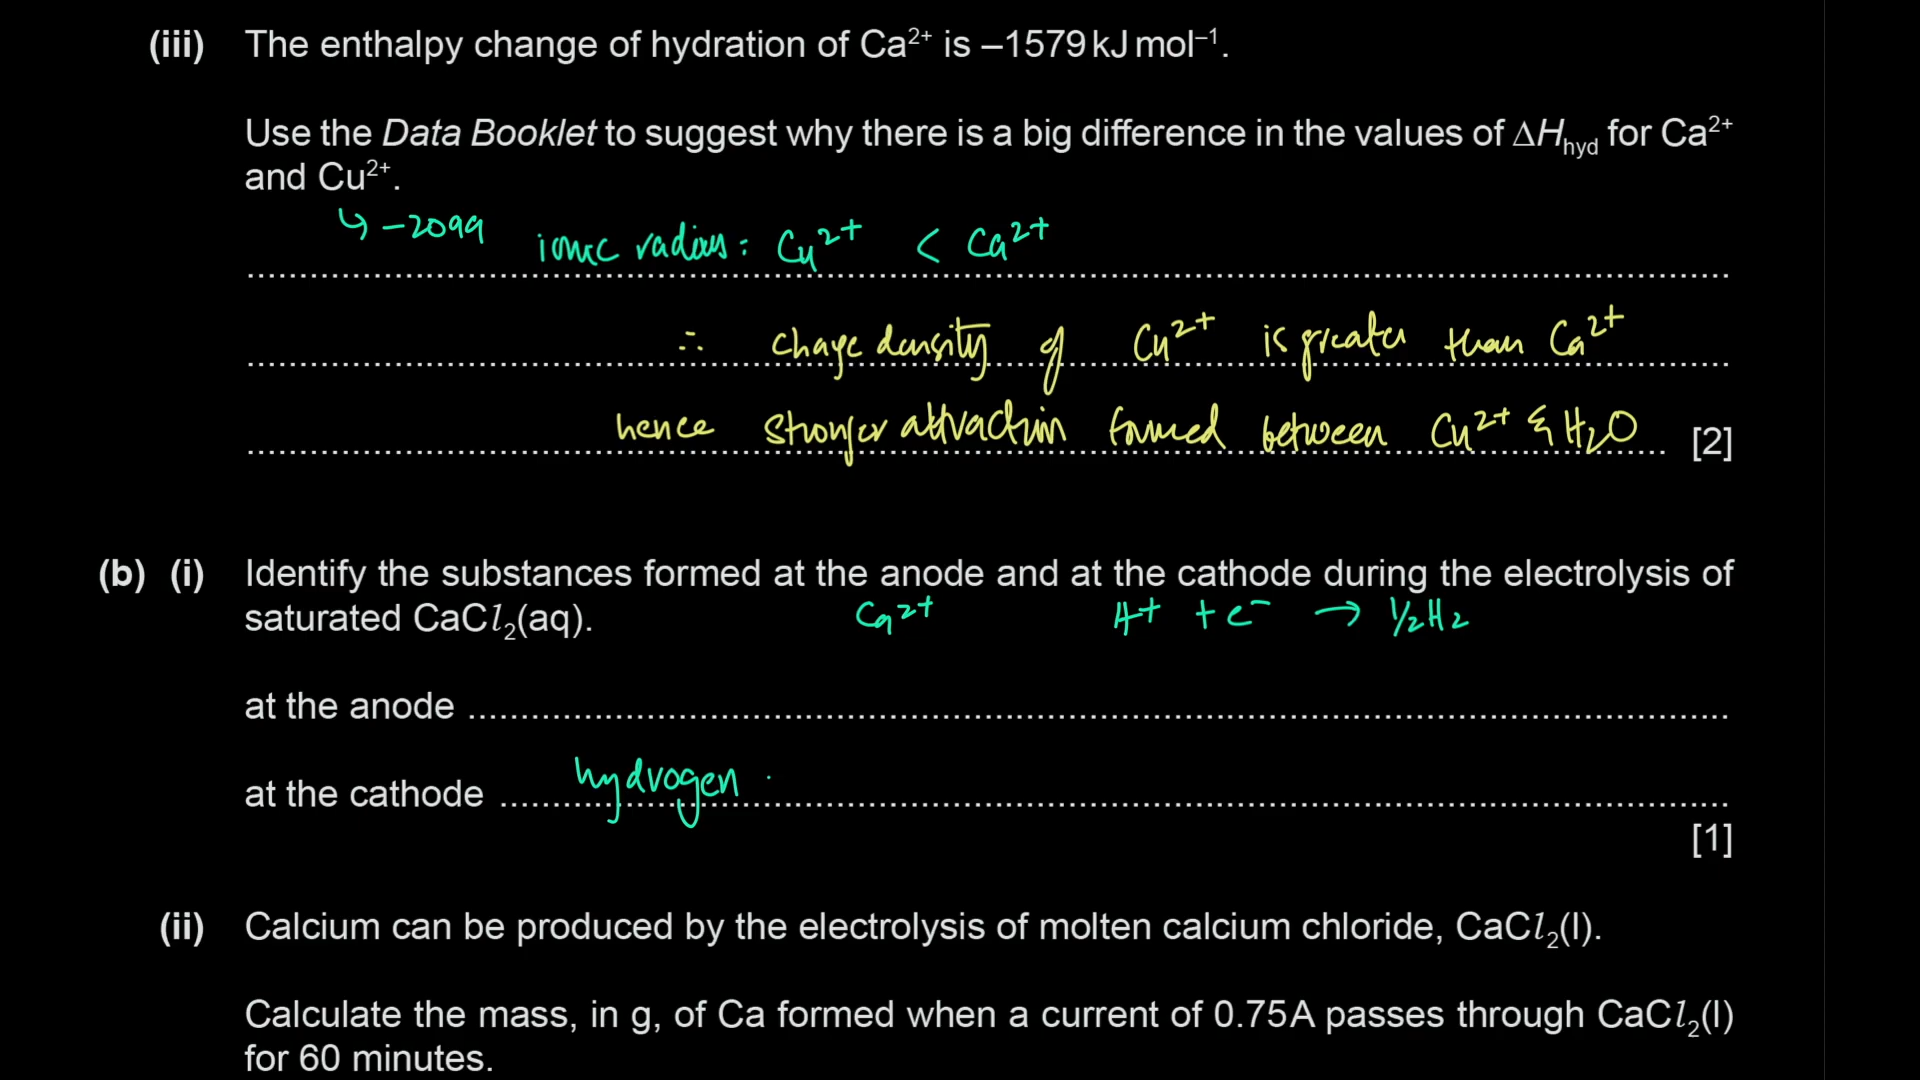 (iii) The enthalpy change of hydration of Ca²⁺ is –1579 kJ mol⁻¹.
Use the Data Booklet to suggest why there is a big difference in the values of ΔH_hyd for Ca²⁺
and Cu²⁺.
↳ -2099 ionic radius : Cu²⁺ < Ca²⁺
∴ charge density of Cu²⁺ is greater than Ca²⁺
hence stronger attraction formed between Cu²⁺ & H₂O [2]
(b) (i) Identify the substances formed at the anode and at the cathode during the electrolysis of
saturated CaCl₂(aq). Ca²⁺ H⁺ + e⁻ → ½H₂
at the anode
at the cathode hydrogen .
[1]
(ii) Calcium can be produced by the electrolysis of molten calcium chloride, CaCl₂(l).
Calculate the mass, in g, of Ca formed when a current of 0.75 A passes through CaCl₂(l)
for 60 minutes.